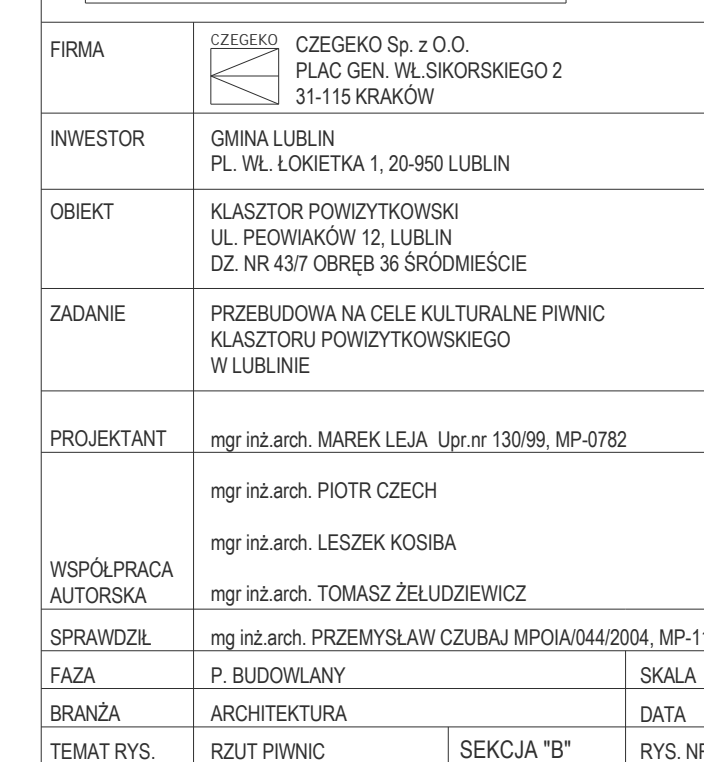 FIRMA
CZEGEKO
CZEGEKO Sp. z O.O.
PLAC GEN. WŁ.SIKORSKIEGO 2
31-115 KRAKÓW
INWESTOR
GMINA LUBLIN
PL. WŁ. ŁOKIETKA 1, 20-950 LUBLIN
OBIEKT
KLASZTOR POWIZYTKOWSKI
UL. PEOWIAKÓW 12, LUBLIN
DZ. NR 43/7 OBRĘB 36 ŚRÓDMIEŚCIE
ZADANIE
PRZEBUDOWA NA CELE KULTURALNE PIWNIC
KLASZTORU POWIZYTKOWSKIEGO
W LUBLINIE
PROJEKTANT mgr inż.arch. MAREK LEJA Upr.nr 130/99, MP-0782
mgr inż.arch. PIOTR CZECH
mgr inż.arch. LESZEK KOSIBA
WSPÓŁPRACA
AUTORSKA mgr inż.arch. TOMASZ ŻEŁUDZIEWICZ
SPRAWDZIŁ mg inż.arch. PRZEMYSŁAW CZUBAJ MPOIA/044/2004,
FAZA P. BUDOWLANY SKALA
BRANŻA ARCHITEKTURA DATA
TEMAT RYS. RZUT PIWNIC SEKCJA "B" RYS.